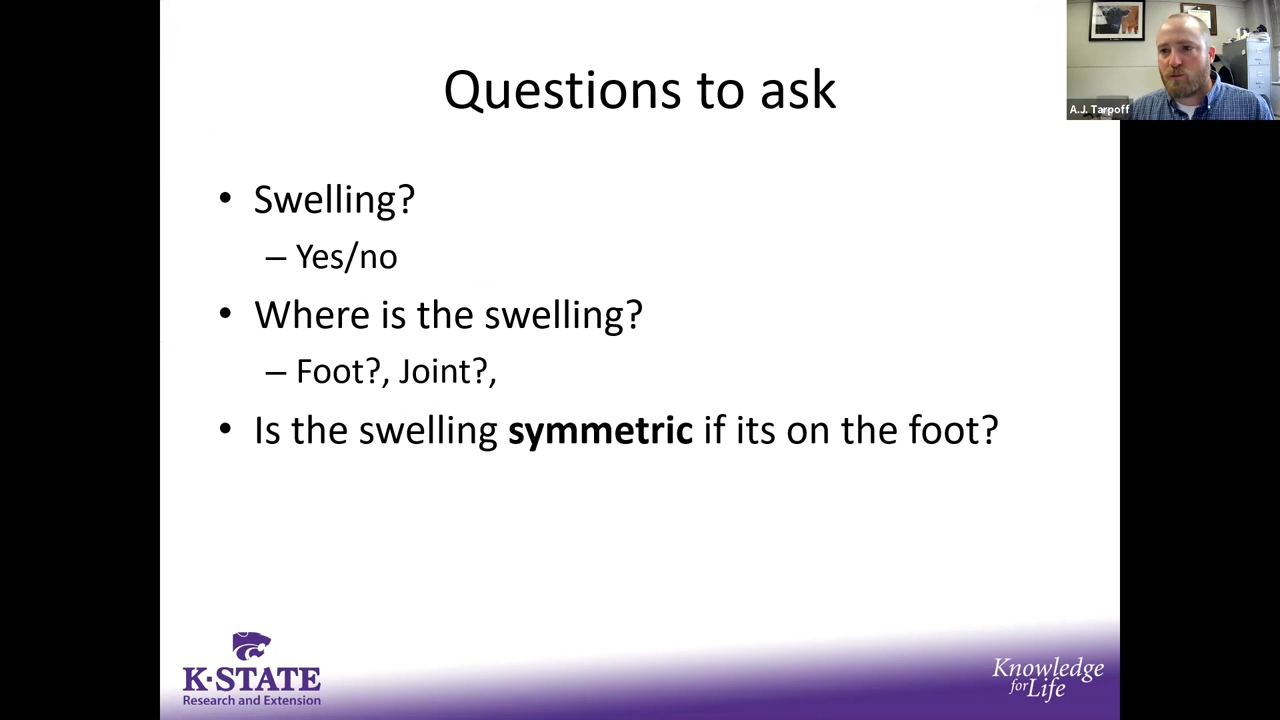 Questions to ask
A.J. Tarpoff
• Swelling?
– Yes/no
• Where is the swelling?
– Foot?, Joint?,
• Is the swelling symmetric if its on the foot?
K-STATE
Research and Extension
Knowledge
for Life